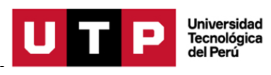 UTP
Universidad
Tecnológica
del Perú